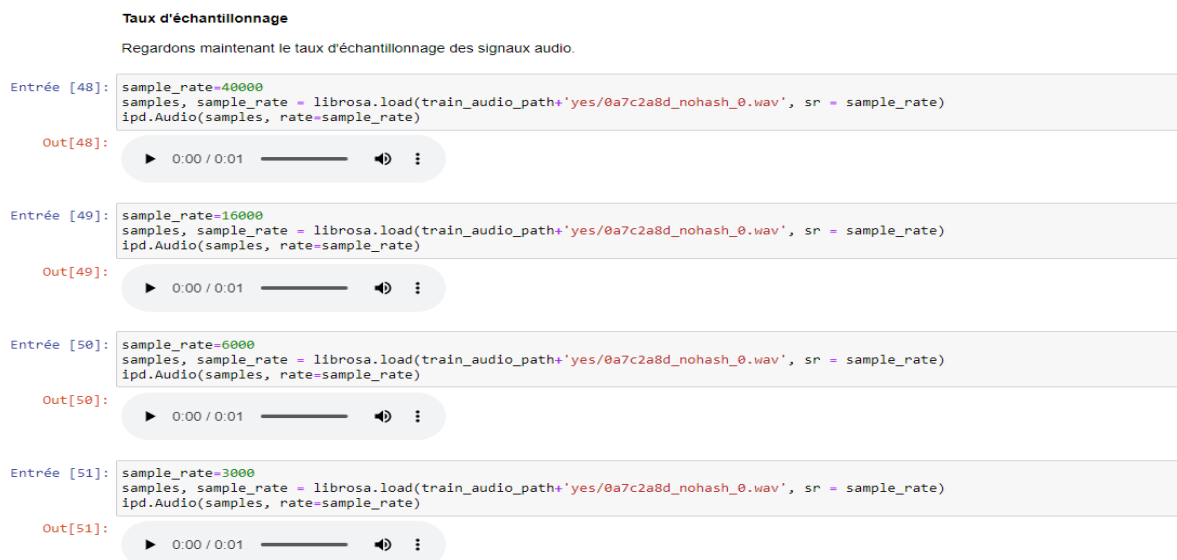 Taux d'échantillonnage
Regardons maintenant le taux d'échantillonnage des signaux audio.
Entrée [48]: sample_rate=40000
samples, sample_rate = librosa.load(train_audio_path+'yes/0a7c2a8d_nohash_0.wav', sr = sample_rate)
ipd.Audio(samples, rate=sample_rate)
Out[48]:
0:00 / 0:01
Entrée [49]: sample_rate=16000
samples, sample_rate = librosa.load(train_audio_path+'yes/0a7c2a8d_nohash_0.wav', sr = sample_rate)
ipd.Audio(samples, rate=sample_rate)
Out[49]:
0:00 / 0:01
Entrée [50]: sample_rate=6000
samples, sample_rate = librosa.load(train_audio_path+'yes/0a7c2a8d_nohash_0.wav', sr = sample_rate)
ipd.Audio(samples, rate=sample_rate)
Out[50]:
0:00 / 0:01
Entrée [51]: sample_rate=3000
samples, sample_rate = librosa.load(train_audio_path+'yes/0a7c2a8d_nohash_0.wav', sr = sample_rate)
ipd.Audio(samples, rate=sample_rate)
Out[51]:
0:00 / 0:01